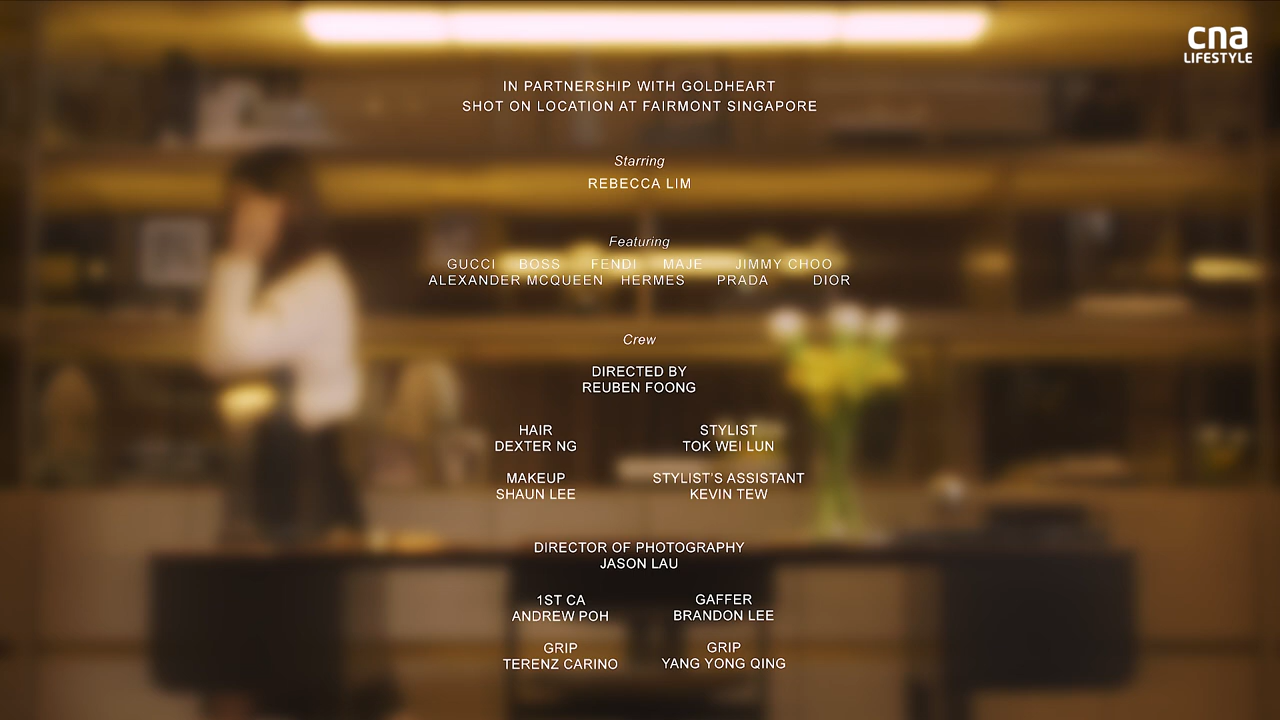 cna
LIFESTYLE
IN PARTNERSHIP WITH GOLDHEART
SHOT ON LOCATION AT FAIRMONT SINGAPORE
Starring
REBECCA LIM
Featuring
GUCCI BOSS FENDI MAJE JIMMY CHOO
ALEXANDER MCQUEEN HERMES PRADA DIOR
Crew
DIRECTED BY
REUBEN FOONG
HAIR
DEXTER NG
STYLIST
TOK WEI LUN
MAKEUP
SHAUN LEE
STYLIST'S ASSISTANT
KEVIN TEW
DIRECTOR OF PHOTOGRAPHY
JASON LAU
1ST CA
ANDREW POH
GAFFER
BRANDON LEE
GRIP
TERENZ CARINO
GRIP
YANG YONG QING